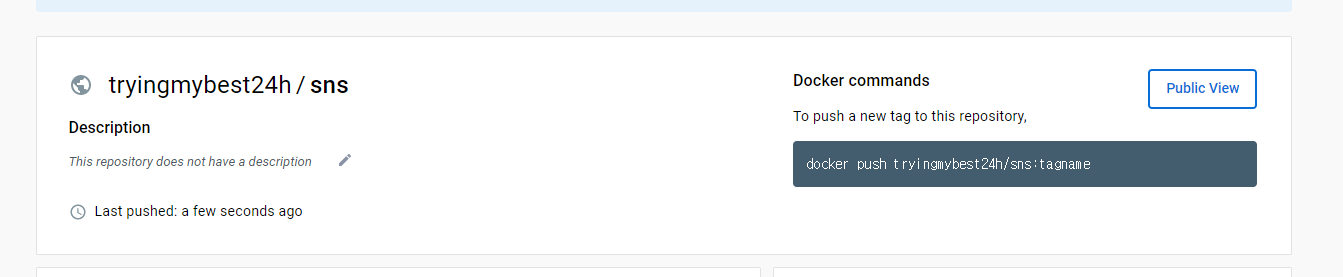 tryingmybest24h / sns
Description
This repository does not have a description
Last pushed: a few seconds ago
Docker commands
Public View
To push a new tag to this repository,
docker push tryingmybest24h/sns:tagname